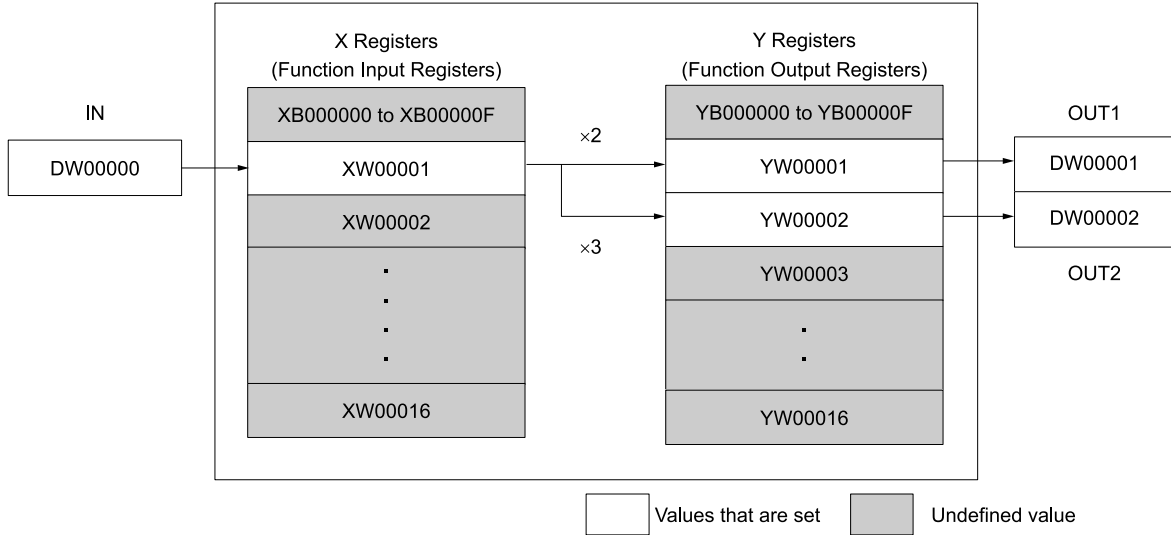 X Registers
(Function Input Registers)
Y Registers
(Function Output Registers)
IN
XB000000 to XB00000F
×2
YB000000 to YB00000F
OUT1
DW00000
XW00001
YW00001
DW00001
XW00002
YW00002
DW00002
×3
YW00003
OUT2
XW00016
YW00016
Values that are set
Undefined value